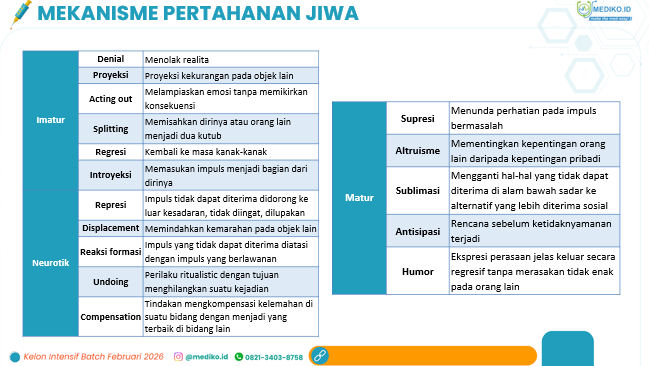 MEKANISME PERTAHANAN JIWA
MEDIKO.ID
Imatur
Denial
Menolak realita
Proyeksi
Proyeksi kekurangan pada objek lain
Acting out
Melampiaskan emosi tanpa memikirkan
konsekuensi
Splitting
Memisahkan dirinya atau orang lain
menjadi dua kutub
Regresi
Kembali ke masa kanak-kanak
Introyeksi
Memasukan impuls menjadi bagian dari
dirinya
Neurotik
Represi
Impuls tidak dapat diterima didorong ke
luar kesadaran, tidak diingat, dilupakan
Displacement
Memindahkan kemarahan pada objek lain
Reaksi formasi
Impuls yang tidak dapat diterima diatasi
dengan impuls yang berlawanan
Undoing
Perilaku ritualistic dengan tujuan
menghilangkan suatu kejadian
Compensation
Tindakan mengkompensasi kelemahan di
suatu bidang dengan menjadi yang
terbaik di bidang lain
Matur
Supresi
Menunda perhatian pada impuls
bermasalah
Altruisme
Mementingkan kepentingan orang
lain daripada kepentingan pribadi
Sublimasi
Mengganti hal-hal yang tidak dapat
diterima di alam bawah sadar ke
alternatif yang lebih diterima sosial
Antisipasi
Rencana sebelum ketidaknyamanan
terjadi
Humor
Ekspresi perasaan jelas keluar secara
regresif tanpa merasakan tidak enak
pada orang lain
Kelon Intensif Batch Februari 2026
@mediko.id
0821-3403-8758